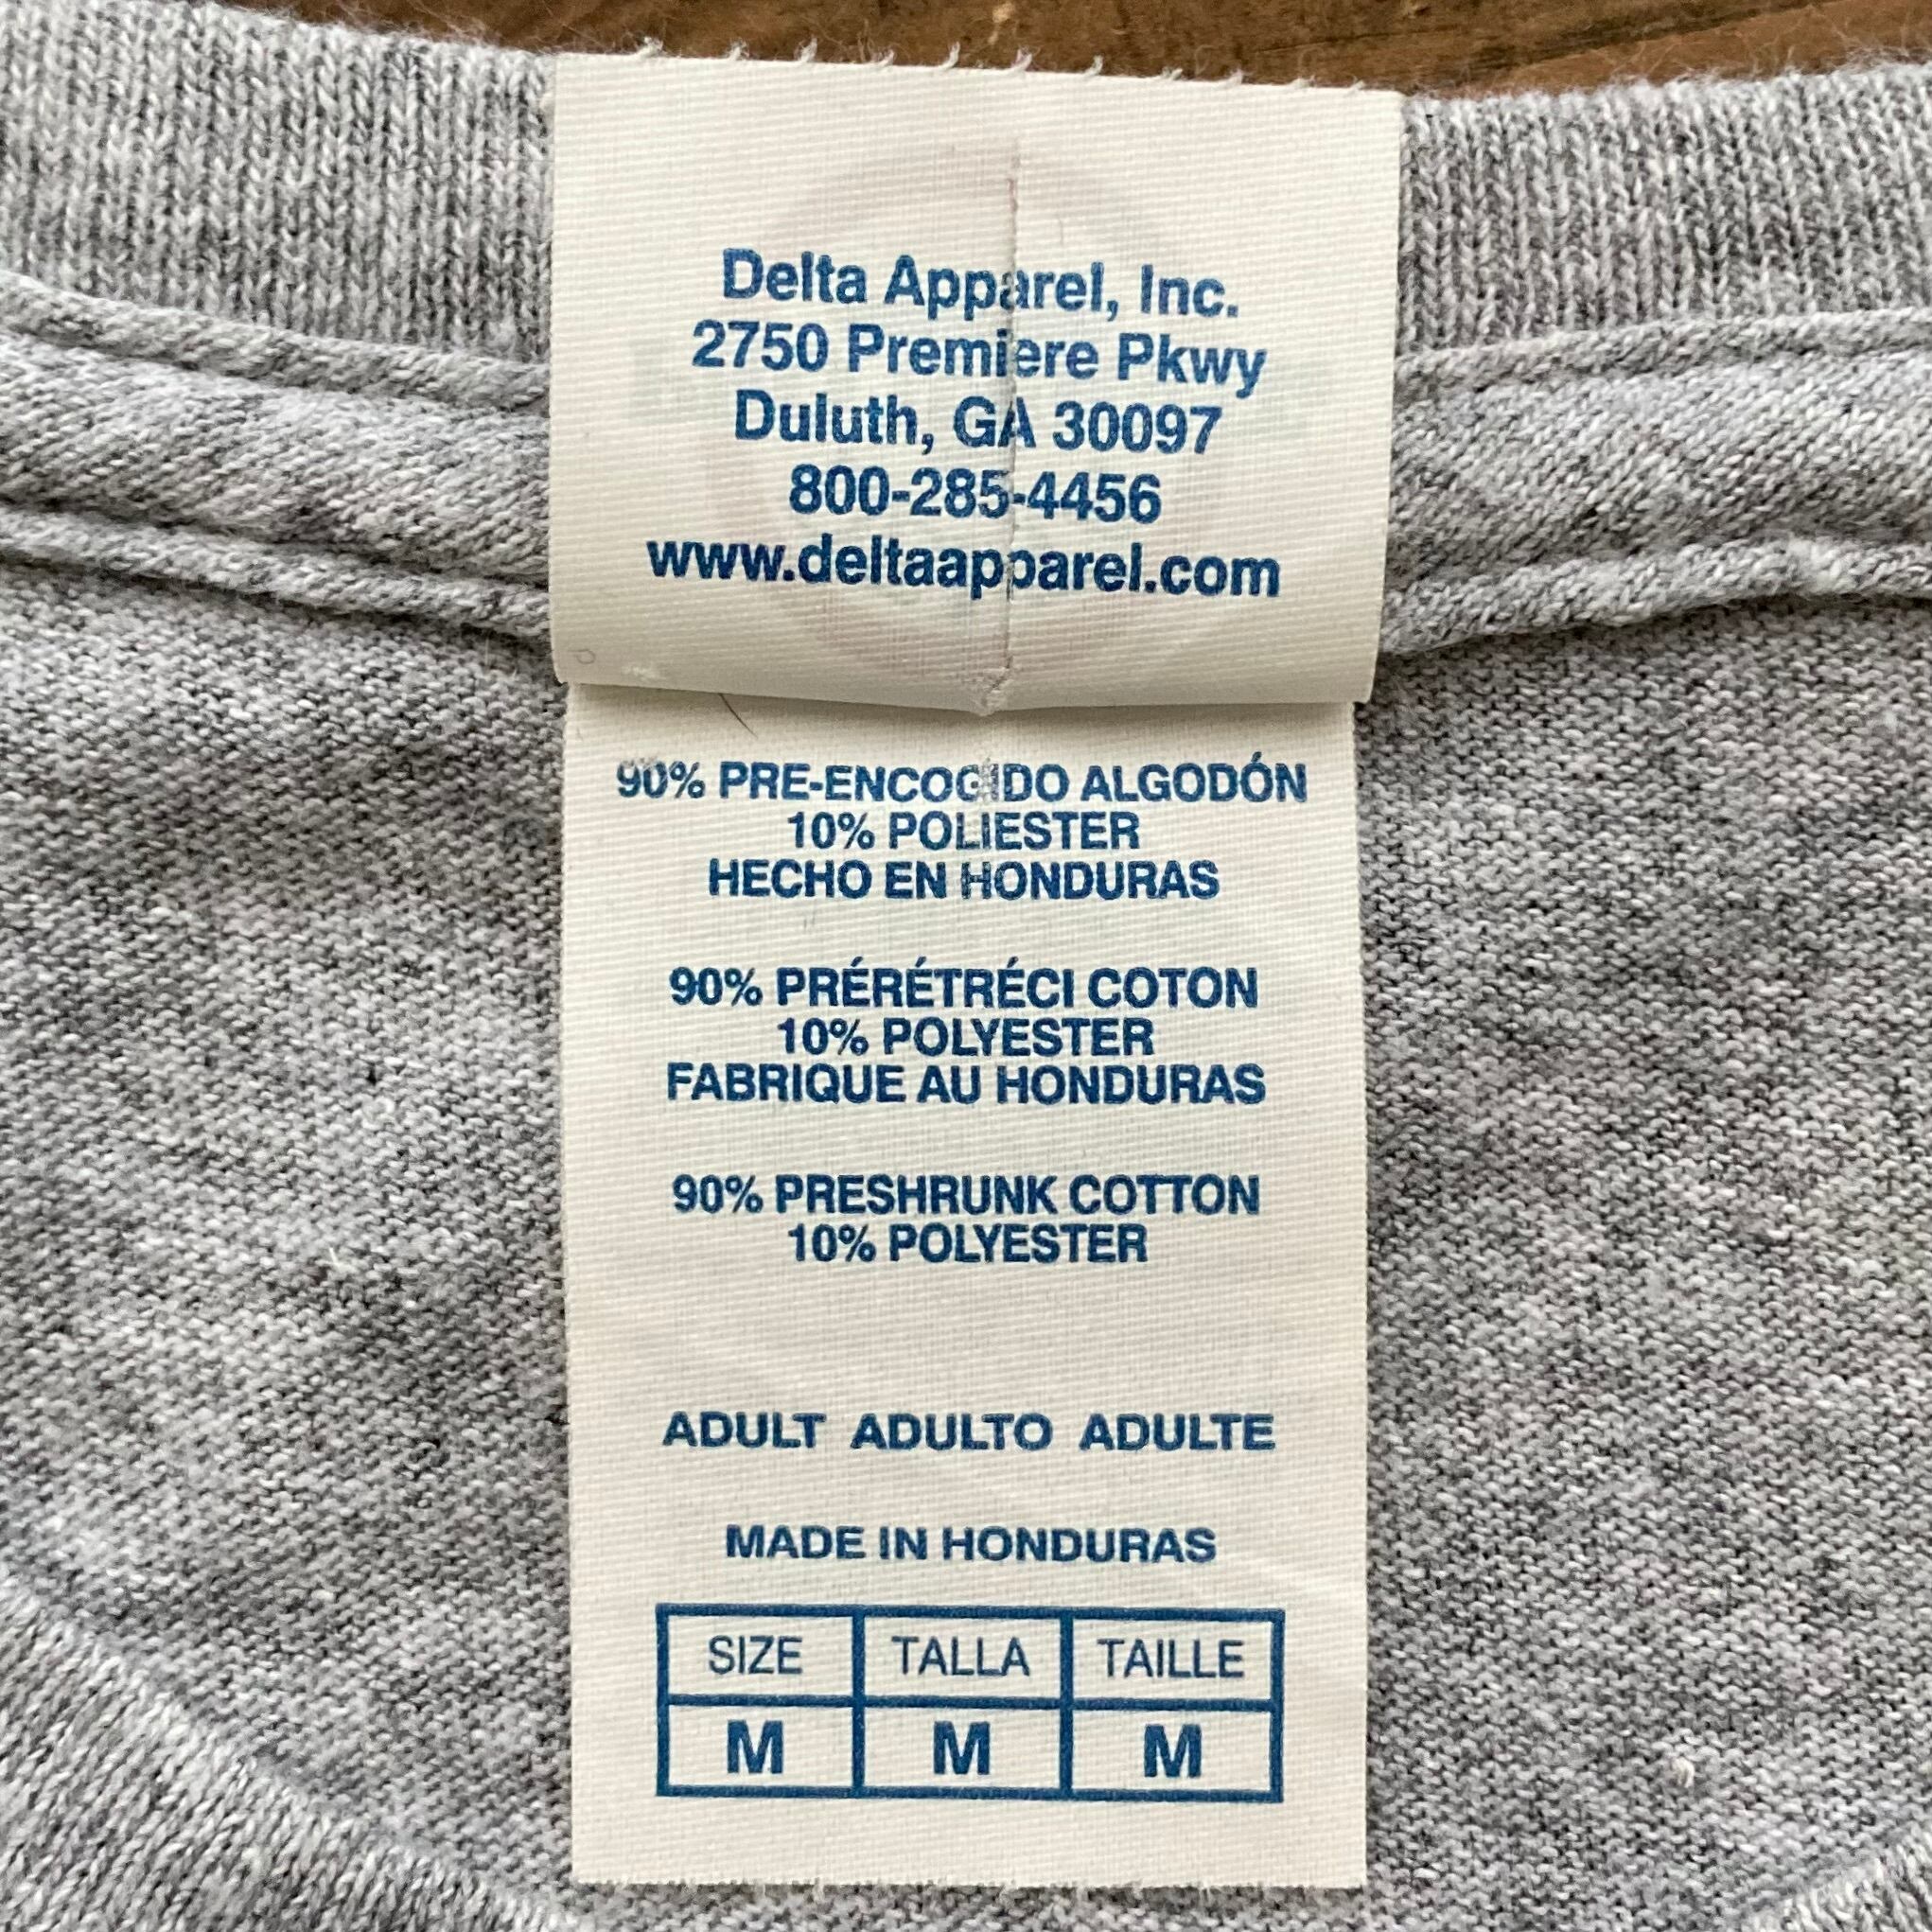 Delta Apparel, Inc.
2750 Premiere Pkwy
Duluth, GA 30097
800-285-4456
www.deltaapparel.com
90% PRE-ENCOGIDO ALGODÓN
10% POLIESTER
HECHO EN HONDURAS
90% PRÉRÉTRÉCI COTON
10% POLYESTER
FABRIQUE AU HONDURAS
90% PRESHRUNK COTTON
10% POLYESTER
ADULT ADULTO ADULTE
MADE IN HONDURAS
SIZE TALLA TAILLE
M M M